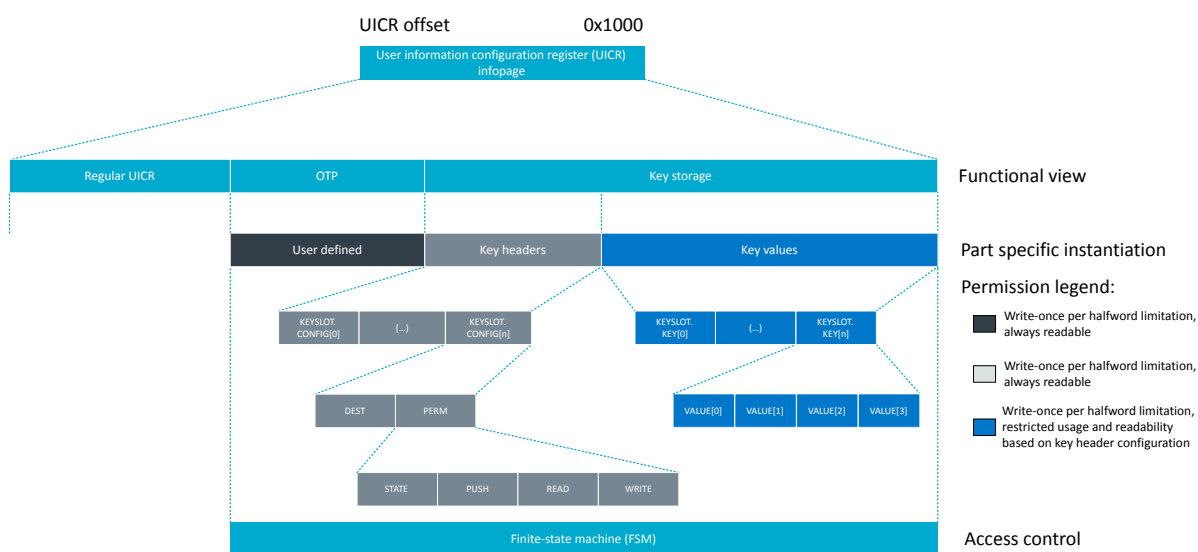 UICR offset 0x1000
User information configuration register (UICR)
infopage
Regular UICR OTP Key storage Functional view
User defined Key headers Key values Part specific instantiation
Permission legend:
KEYSLOT. CONFIG[0] (...) KEYSLOT. CONFIG[n] KEYSLOT. KEY[0] (...) KEYSLOT. KEY[n]
Write-once per halfword limitation,
always readable
Write-once per halfword limitation,
always readable
DEST PERM VALUE[0] VALUE[1] VALUE[2] VALUE[3]
Write-once per halfword limitation,
restricted usage and readability
based on key header configuration
STATE PUSH READ WRITE
Finite-state machine (FSM) Access control